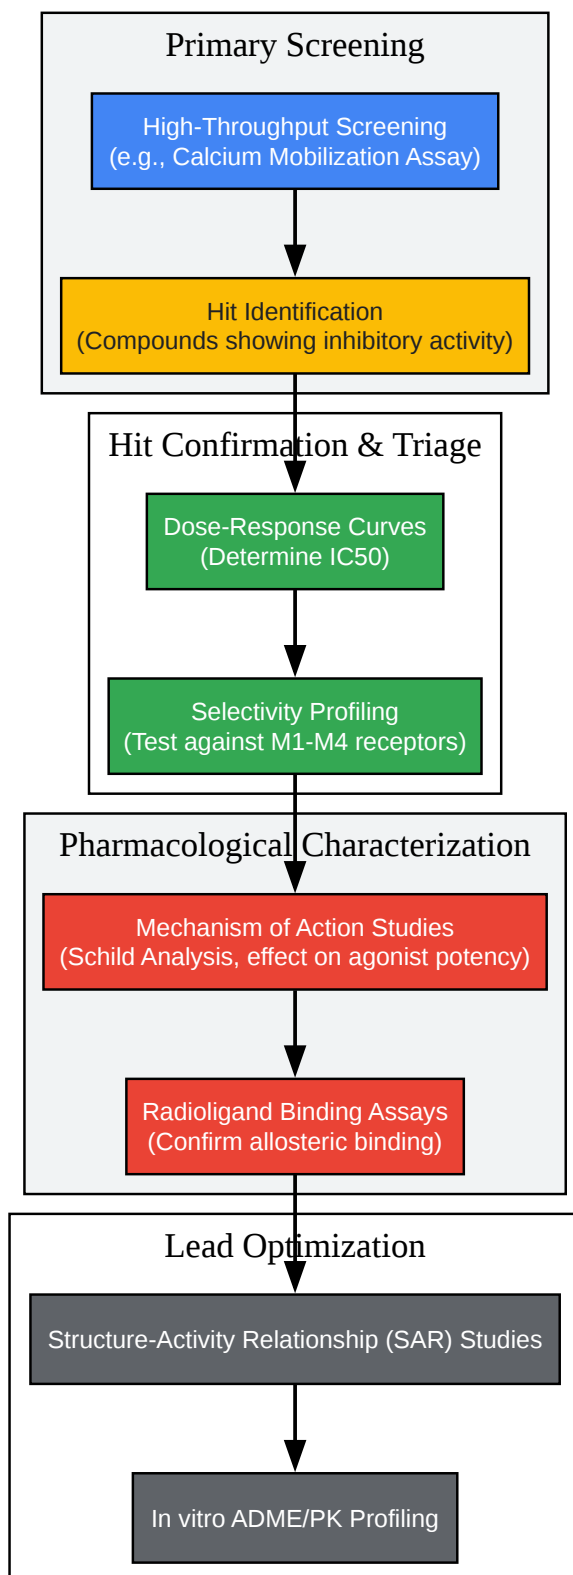 Primary Screening
High-Throughput Screening
(e.g., Calcium Mobilization Assay)
Hit Identification
(Compounds showing inhibitory activity)
Hit Confirmation & Triage
Dose-Response Curves
(Determine IC50)
Selectivity Profiling
(Test against M1-M4 receptors)
Pharmacological Characterization
Mechanism of Action Studies
(Schild Analysis, effect on agonist potency)
Radioligand Binding Assays
(Confirm allosteric binding)
Lead Optimization
Structure-Activity Relationship (SAR) Studies
In vitro ADME/PK Profiling